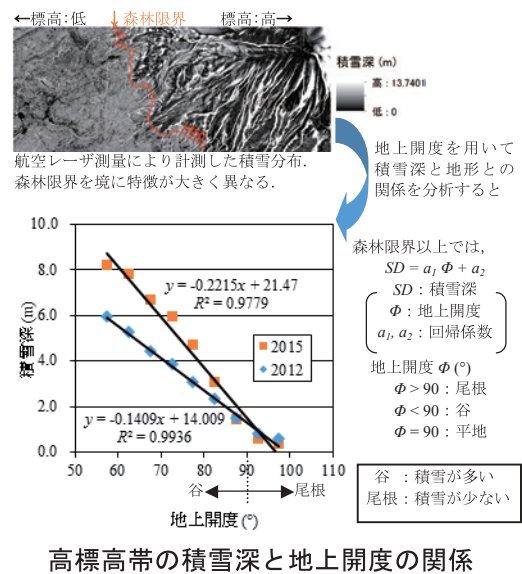 ←標高:低
森林限界
標高:高→
積雪深 (m)
高 : 13.7401
低 : 0
航空レーザ測量により計測した積雪分布.
森林限界を境に特徴が大きく異なる.
地上開度を用いて
積雪深と地形との
関係を分析すると
10.0
8.0
6.0
4.0
2.0
0.0
積雪深(m)
y = -0.2215x + 21.47
R² = 0.9779
2015
2012
y = -0.1409x + 14.009
R² = 0.9936
50 60 70 80 90 100 110
谷 尾根
地上開度(°)
森林限界以上では,
SD = a₁ Φ + a₂
SD : 積雪深
Φ : 地上開度
a₁, a₂ : 回帰係数
地上開度 Φ (°)
Φ > 90 : 尾根
Φ < 90 : 谷
Φ = 90 : 平地
谷 : 積雪が多い
尾根 : 積雪が少ない
高標高帯の積雪深と地上開度の関係